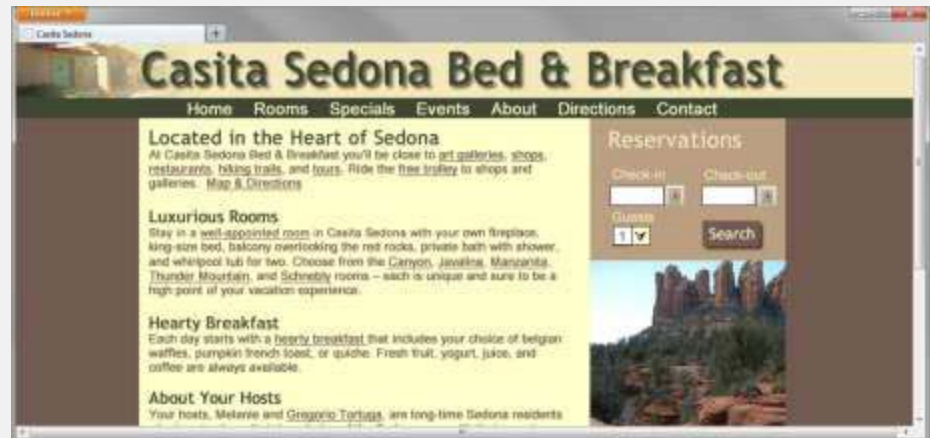 Casita Sedona
Casita Sedona Bed & Breakfast
Home Rooms Specials Events About Directions Contact
Located in the Heart of Sedona
At Casita Sedona Bed & Breakfast you'll be close to art galleries, shops,
restaurants, hiking trails, and tours. Ride the free trolley to shops and
galleries. Map & Directions
Luxurious Rooms
Stay in a well-appointed room in Casita Sedona with your own fireplace,
king-size bed, balcony overlooking the red rocks, private bath with shower,
and whirlpool tub for two. Choose from the Canyon, Javalina, Manzanita,
Thunder Mountain, and Schnebly rooms – each is unique and sure to be a
high point of your vacation experience.
Hearty Breakfast
Each day starts with a hearty breakfast that includes your choice of belgian
waffles, pumpkin french toast, or quiche. Fresh fruit, yogurt, juice, and
coffee are always available.
About Your Hosts
Your hosts, Melanie and Gregorio Tortuga, are long-time Sedona residents
Reservations
Check-in Check-out
Guests
1 Search